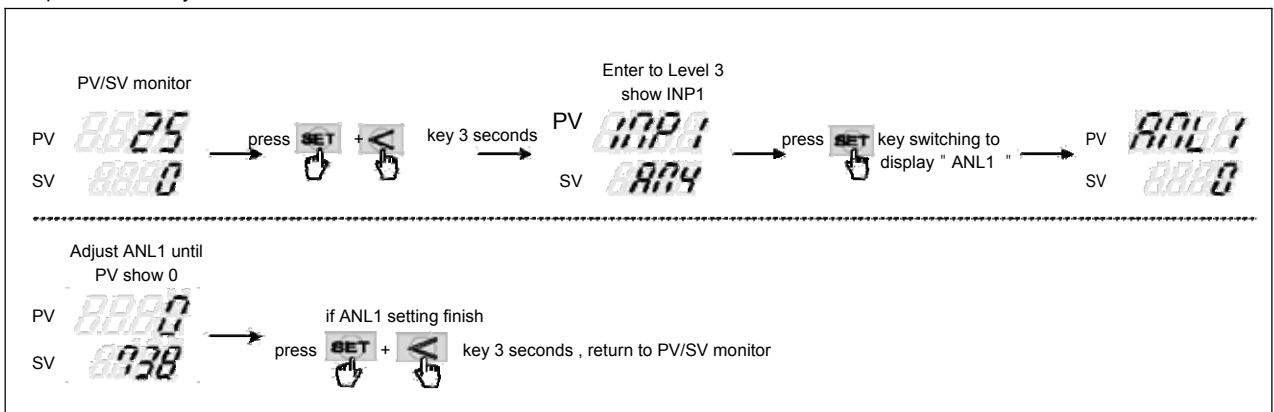 PV/SV monitor
PV 25
SV 0
press SET + < key 3 seconds
Enter to Level 3
show INP1
PV INP1
SV AN4
press SET key switching to
display " ANL1 "
PV ANL1
SV 0
Adjust ANL1 until
PV show 0
PV 0
SV 738
if ANL1 setting finish
press SET + < key 3 seconds , return to PV/SV monitor